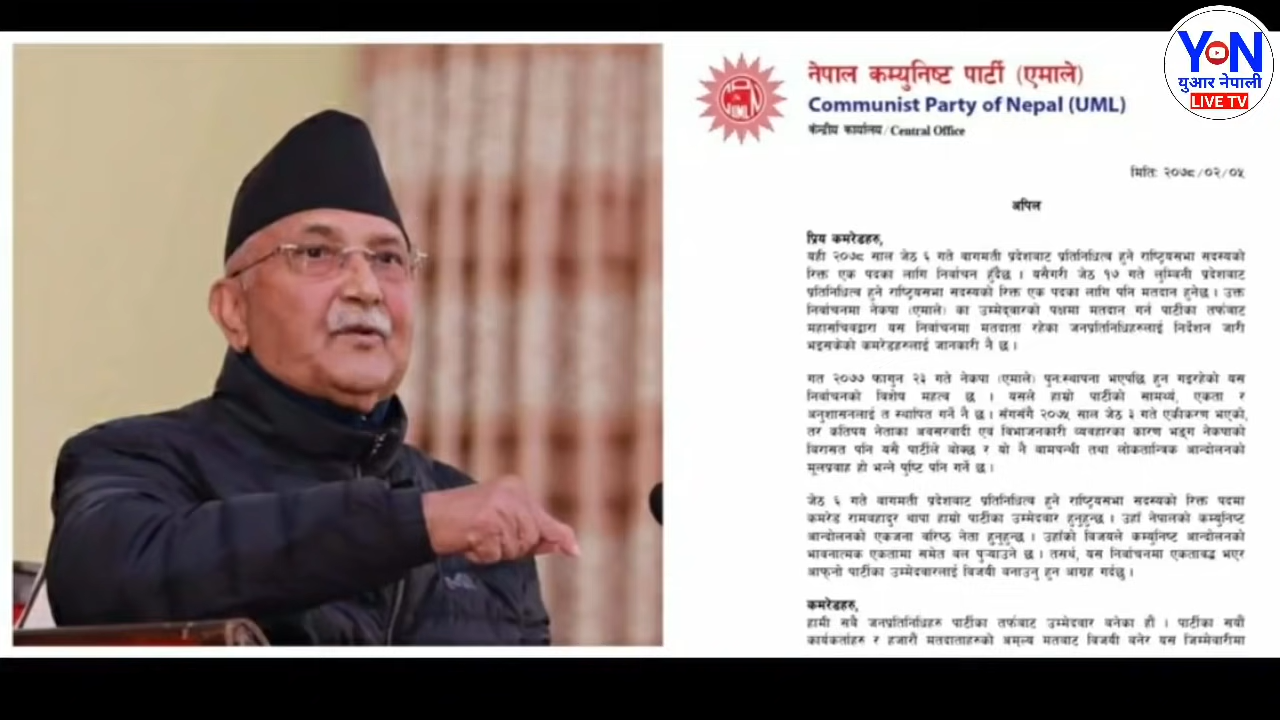 YON
युआर नेपाली
LIVE TV
नेपाल कम्युनिष्ट पार्टी (एमाले)
Communist Party of Nepal (UML)
केन्द्रीय कार्यालय/Central Office
मिति: २०७८/०२/०५
अपिल
प्रिय कमरेडहरु,
यही २०७८ साल जेठ ६ गते बागमती प्रदेशबाट प्रतिनिधित्व हुने राष्ट्रियसभा सदस्यको
रिक्त एक पदका लागि निर्वाचन हुँदैछ । यसैगरी जेठ १७ गते लुम्बिनी प्रदेशबाट
प्रतिनिधित्व हुने राष्ट्रियसभा सदस्यको रिक्त एक पदका लागि पनि मतदान हुनेछ । उक्त
निर्वाचनमा नेकपा (एमाले) का उम्मेदवारको पक्षमा मतदान गर्न पार्टीका तर्फबाट
महासचिवद्वारा यस निर्वाचनमा मतदाता रहेका जनप्रतिनिधिहरुलाई निर्देशन जारी
भइसकेको कमरेडहरुलाई जानकारी नै छ ।
गत २०७७ फागुन २३ गते नेकपा (एमाले) पुन:स्थापना भएपछि हुन गइरहेको यस
निर्वाचनको विशेष महत्व छ । यसले हाम्रो पार्टीको सामर्थ्य, एकता र
अनुशासनलाई त स्थापित गर्ने नै छ । सँगसँगै २०७५ साल जेठ ३ गते एकीकरण भएको,
तर कतिपय नेताका अवसरवादी एवं विभाजनकारी व्यवहारका कारण भङ्ग नेकपाको
बिरासत पनि यसै पार्टीले बोक्छ र यो नै बामपन्थी तथा लोकतान्त्रिक आन्दोलनको
मूलप्रवाह हो भन्ने पुष्टि पनि गर्ने छ ।
जेठ ६ गते बागमती प्रदेशबाट प्रतिनिधित्व हुने राष्ट्रियसभा सदस्यको रिक्त पदमा
कमरेड रामबहादुर थापा हाम्रो पार्टीका उम्मेदवार हुनुहुन्छ । उहाँ नेपालको कम्युनिष्ट
आन्दोलनको एकजना वरिष्ठ नेता हुनुहुन्छ । उहाँको विजयले कम्युनिष्ट आन्दोलनको
भावनात्मक एकतामा समेत बल पुऱ्याउने छ । तसर्थ, यस निर्वाचनमा एकताबद्ध भएर
आफ्नो पार्टीका उम्मेदवारलाई विजयी बनाउनु हुन आग्रह गर्दछु ।
कमरेडहरु,
हामी सबै जनप्रतिनिधिहरु पार्टीका तर्फबाट उम्मेदवार बनेका हौं । पार्टीका सयौं
कार्यकर्ताहरु र हजारौं मतदाताहरुको अमूल्य मतबाट विजयी बनेर यस जिम्मेवारीमा